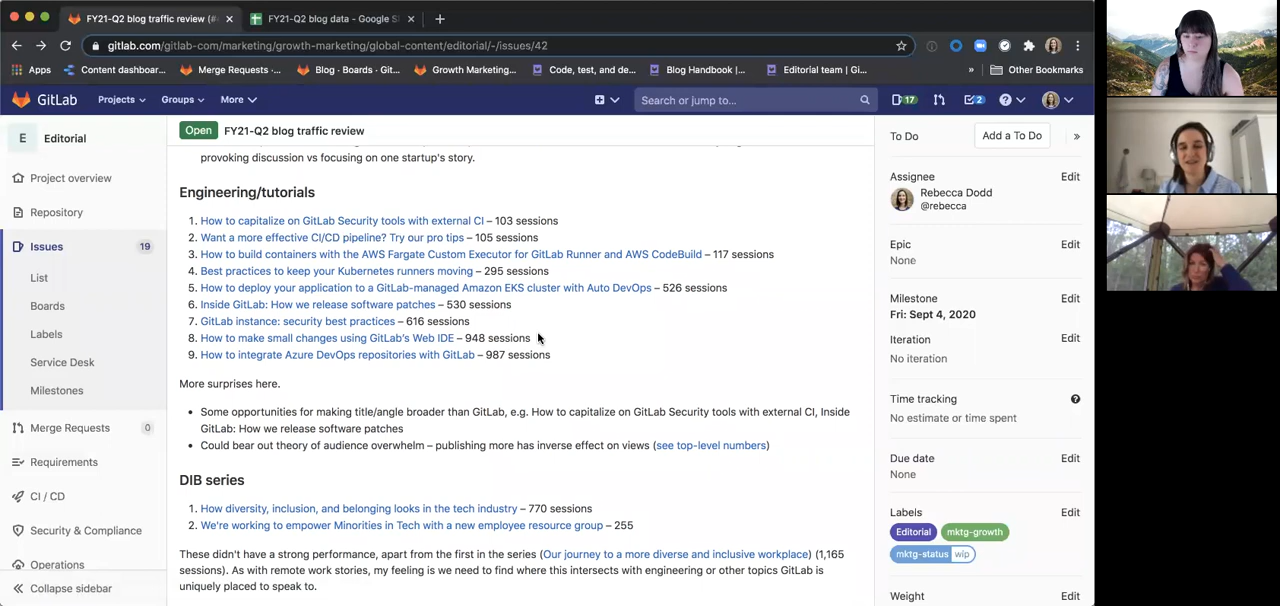 FY21-Q2 blog traffic review (#4
FY21-Q2 blog data - Google S
gitlab.com/gitlab-com/marketing/growth-marketing/global-content/editorial/-/issues/42
Apps
Content dashboar...
Merge Requests ·...
Blog · Boards · Git...
Growth Marketing...
Code, test, and de...
Blog Handbook |...
Editorial team | Gi...
»
Other Bookmarks
GitLab
Projects
Groups
More
Search or jump to...
17
2
E
Editorial
Project overview
Repository
Issues
19
List
Boards
Labels
Service Desk
Milestones
Merge Requests
0
Requirements
CI / CD
Security & Compliance
Operations
Collapse sidebar
Open
FY21-Q2 blog traffic review
provoking discussion vs focusing on one startup's story.
Engineering/tutorials
1. How to capitalize on GitLab Security tools with external CI – 103 sessions
2. Want a more effective CI/CD pipeline? Try our pro tips – 105 sessions
3. How to build containers with the AWS Fargate Custom Executor for GitLab Runner and AWS CodeBuild – 117 sessions
4. Best practices to keep your Kubernetes runners moving – 295 sessions
5. How to deploy your application to a GitLab-managed Amazon EKS cluster with Auto DevOps – 526 sessions
6. Inside GitLab: How we release software patches – 530 sessions
7. GitLab instance: security best practices – 616 sessions
8. How to make small changes using GitLab's Web IDE – 948 sessions
9. How to integrate Azure DevOps repositories with GitLab – 987 sessions
More surprises here.
• Some opportunities for making title/angle broader than GitLab, e.g. How to capitalize on GitLab Security tools with external CI, Inside
GitLab: How we release software patches
• Could bear out theory of audience overwhelm – publishing more has inverse effect on views (see top-level numbers)
DIB series
1. How diversity, inclusion, and belonging looks in the tech industry – 770 sessions
2. We're working to empower Minorities in Tech with a new employee resource group – 255
These didn't have a strong performance, apart from the first in the series (Our journey to a more diverse and inclusive workplace) (1,165
sessions). As with remote work stories, my feeling is we need to find where this intersects with engineering or other topics GitLab is
uniquely placed to speak to.
To Do
Add a To Do
»
Assignee
Edit
Rebecca Dodd
@rebecca
Epic
Edit
None
Milestone
Edit
Fri: Sept 4, 2020
Iteration
Edit
No iteration
Time tracking
No estimate or time spent
Due date
Edit
None
Labels
Edit
Editorial
mktg-growth
mktg-status
wip
Weight
Edit